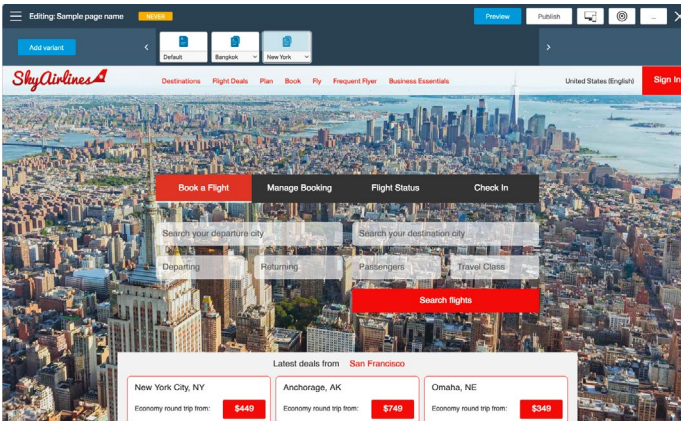 Editing: Sample page name NEVER Preview Publish ...
Add variant Default Bangkok New York
SkyAirlines Destinations Flight Deals Plan Book Fly Frequent Flyer Business Essentials United States (English) Sign In
Book a Flight Manage Booking Flight Status Check In
Search your departure city Search your destination city
Departing Returning Passengers Travel Class
Search flights
Latest deals from San Francisco
New York City, NY Anchorage, AK Omaha, NE
Economy round trip from: $449 Economy round trip from: $749 Economy round trip from: $349